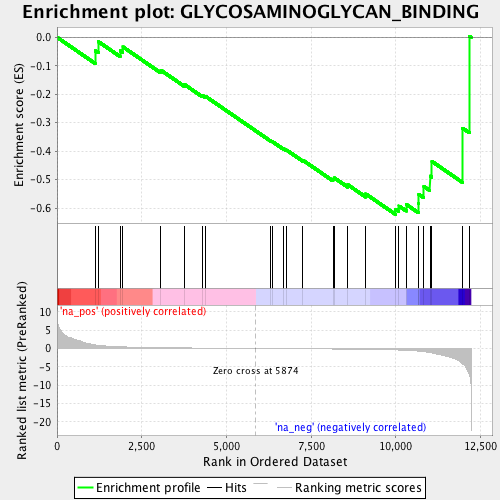 Enrichment plot: GLYCOSAMINOGLYCAN_BINDING
Enrichment score (ES)
0.0
-0.1
-0.2
-0.3
-0.4
-0.5
-0.6
'na_pos' (positively correlated)
Ranked list metric (PreRanked)
10
5
0
-5
-10
-15
-20
Zero cross at 5874
'na_neg' (negatively correlated)
0
2,500
5,000
7,500
10,000
12,500
Rank in Ordered Dataset
Enrichment profile
Hits
Ranking metric scores